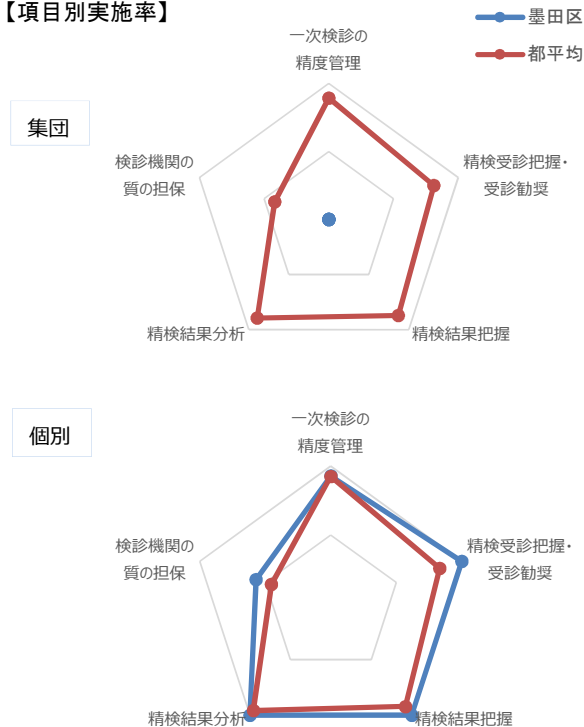 【項目別実施率】
墨田区
都平均
集団
一次検診の
精度管理
精検受診把握・
受診勧奨
精検結果把握
精検結果分析
検診機関の
質の担保
個別
一次検診の
精度管理
精検受診把握・
受診勧奨
精検結果把握
精検結果分析
検診機関の
質の担保